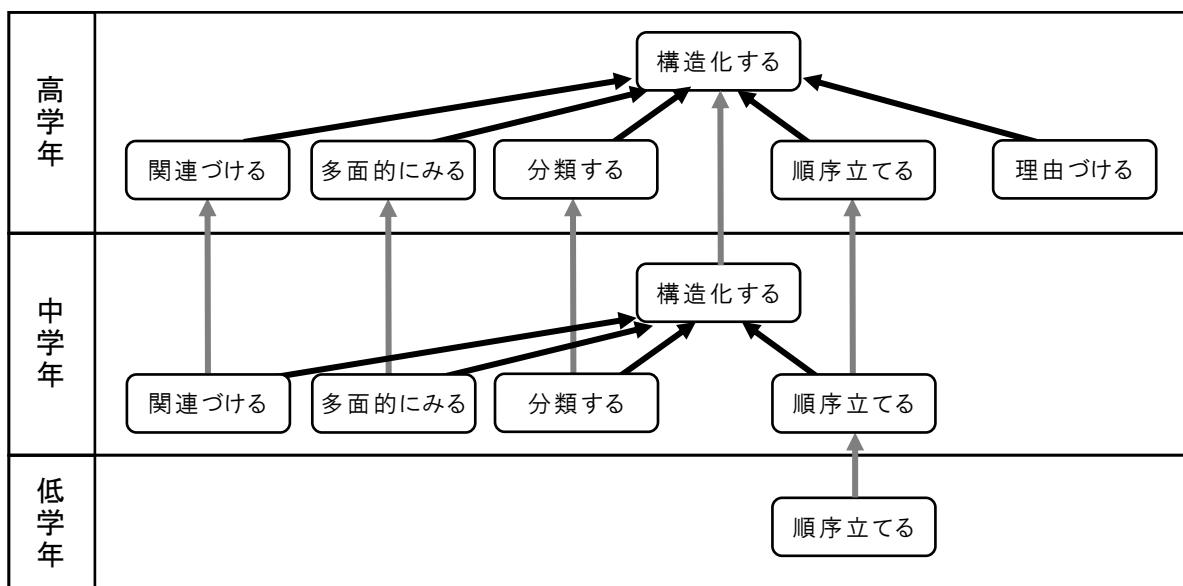 高学年
構造化する
関連づける
多面的にみる
分類する
順序立てる
理由づける
中学年
構造化する
関連づける
多面的にみる
分類する
順序立てる
低学年
順序立てる